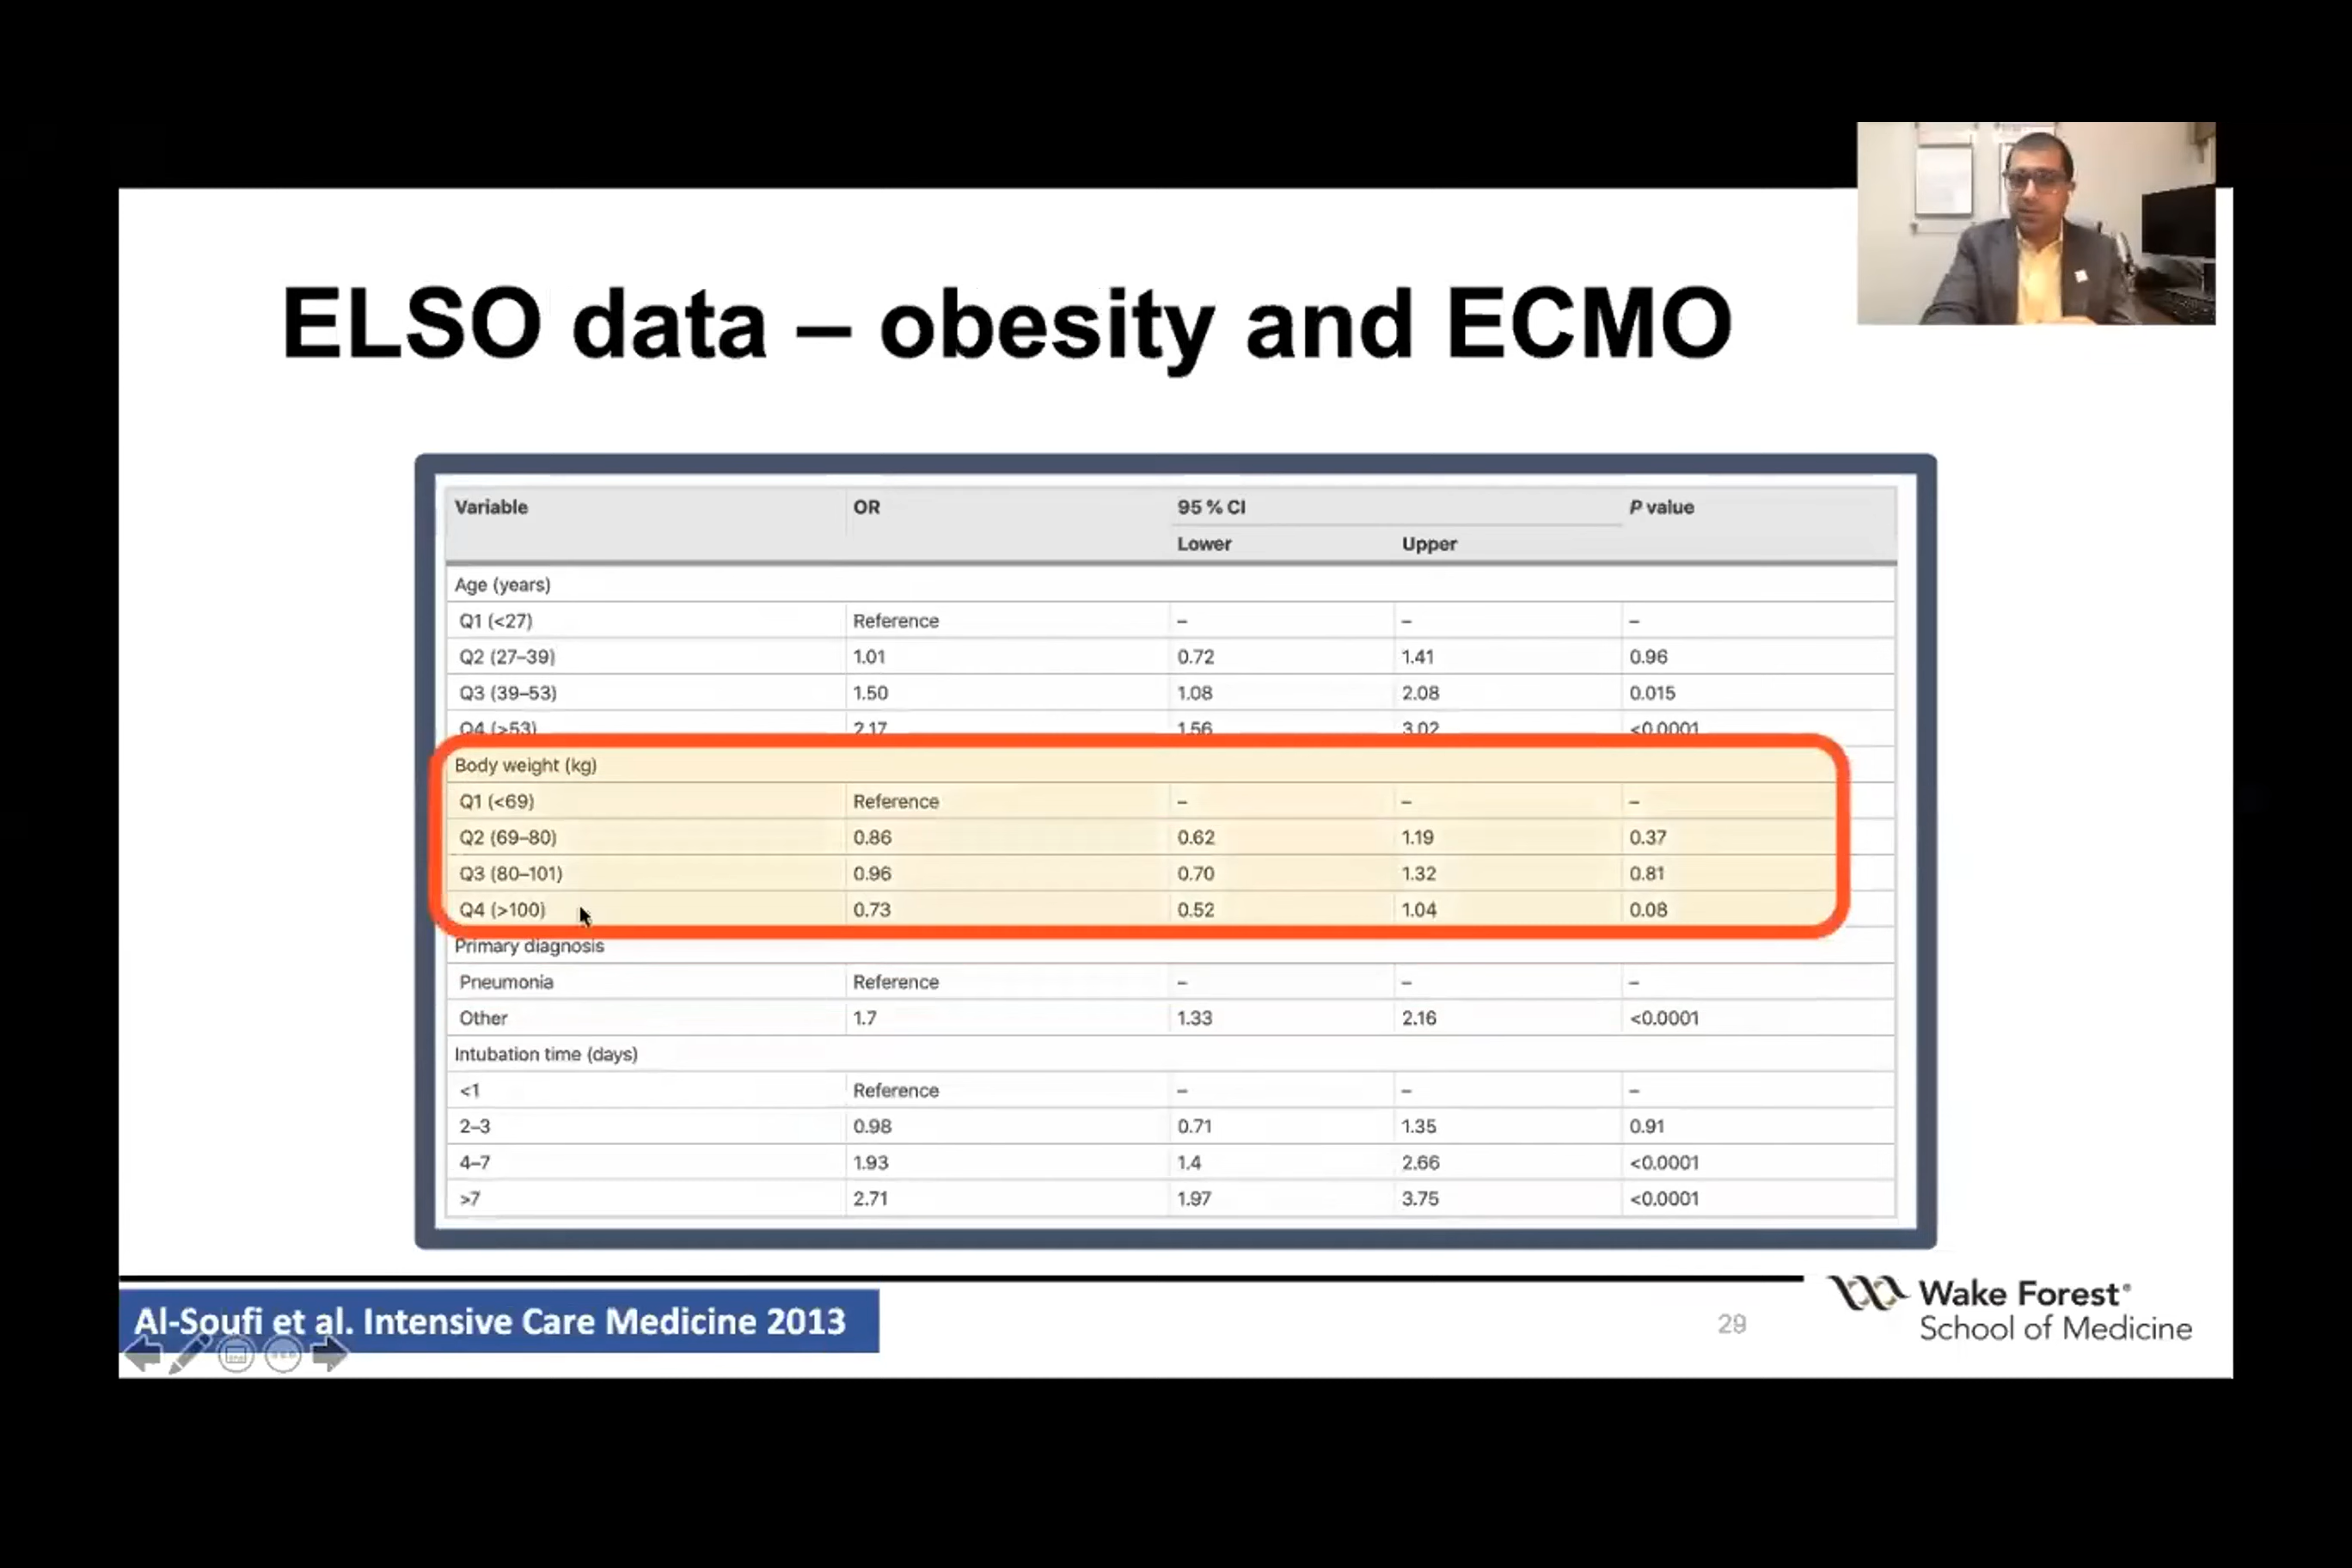 ELSO data – obesity and ECMO
Variable OR 95 % CI P value
Lower Upper
Age (years)
Q1 (<27) Reference – – –
Q2 (27–39) 1.01 0.72 1.41 0.96
Q3 (39–53) 1.50 1.08 2.08 0.015
Q4 (>53) 2.17 1.56 3.02 <0.0001
Body weight (kg)
Q1 (<69) Reference – – –
Q2 (69–80) 0.86 0.62 1.19 0.37
Q3 (80–101) 0.96 0.70 1.32 0.81
Q4 (>100) 0.73 0.52 1.04 0.08
Primary diagnosis
Pneumonia Reference – – –
Other 1.7 1.33 2.16 <0.0001
Intubation time (days)
<1 Reference – – –
2–3 0.98 0.71 1.35 0.91
4–7 1.93 1.4 2.66 <0.0001
>7 2.71 1.97 3.75 <0.0001
Al-Soufi et al. Intensive Care Medicine 2013
29
Wake Forest®
School of Medicine